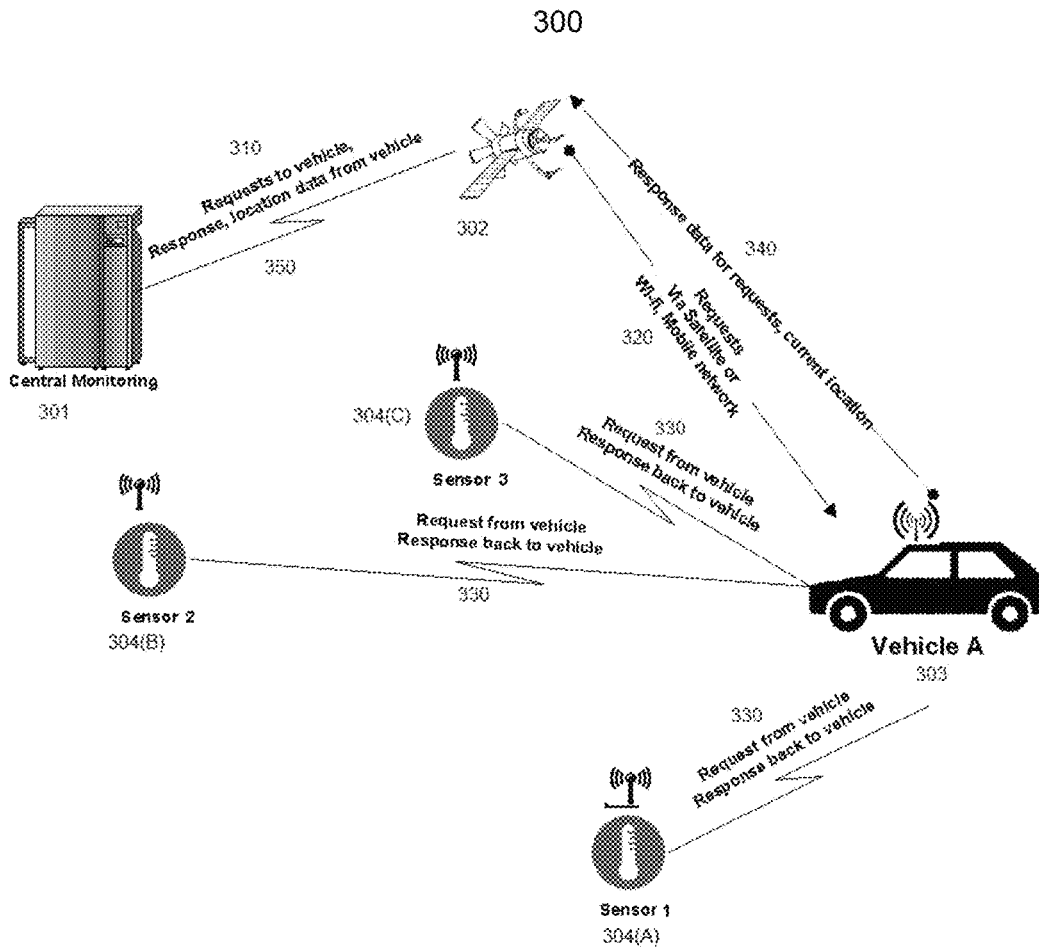 300
310
Requests to vehicle,
Response, location data from vehicle
350
302
Response data for requests, current location
340
Requests
Via Satellite or
Wi-fi, Mobile network
320
Central Monitoring
301
304(C)
Sensor 3
330
Request from vehicle
Response back to vehicle
Request from vehicle
Response back to vehicle
330
Sensor 2
304(B)
Vehicle A
303
330
Request from vehicle
Response back to vehicle
Sensor 1
304(A)